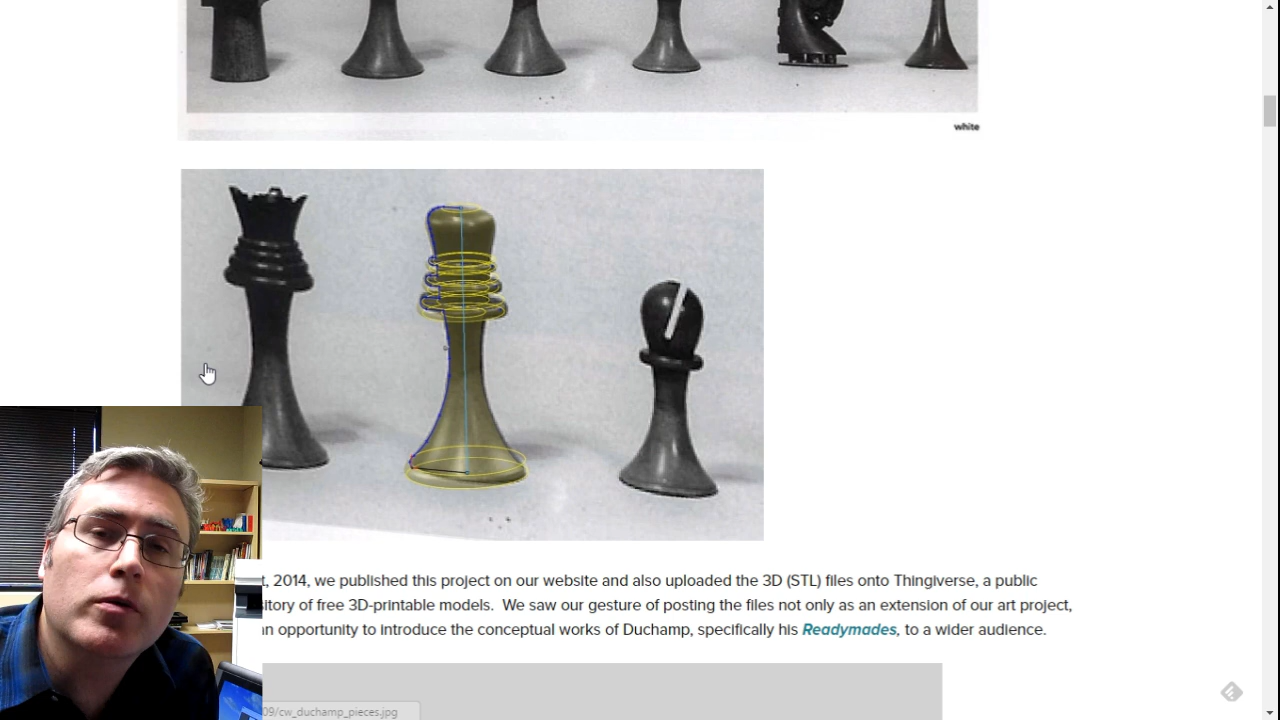 white
t, 2014, we published this project on our website and also uploaded the 3D (STL) files onto Thingiverse, a public
sitory of free 3D-printable models.  We saw our gesture of posting the files not only as an extension of our art project,
n opportunity to introduce the conceptual works of Duchamp, specifically his Readymades, to a wider audience.
09/cw_duchamp_pieces.jpg